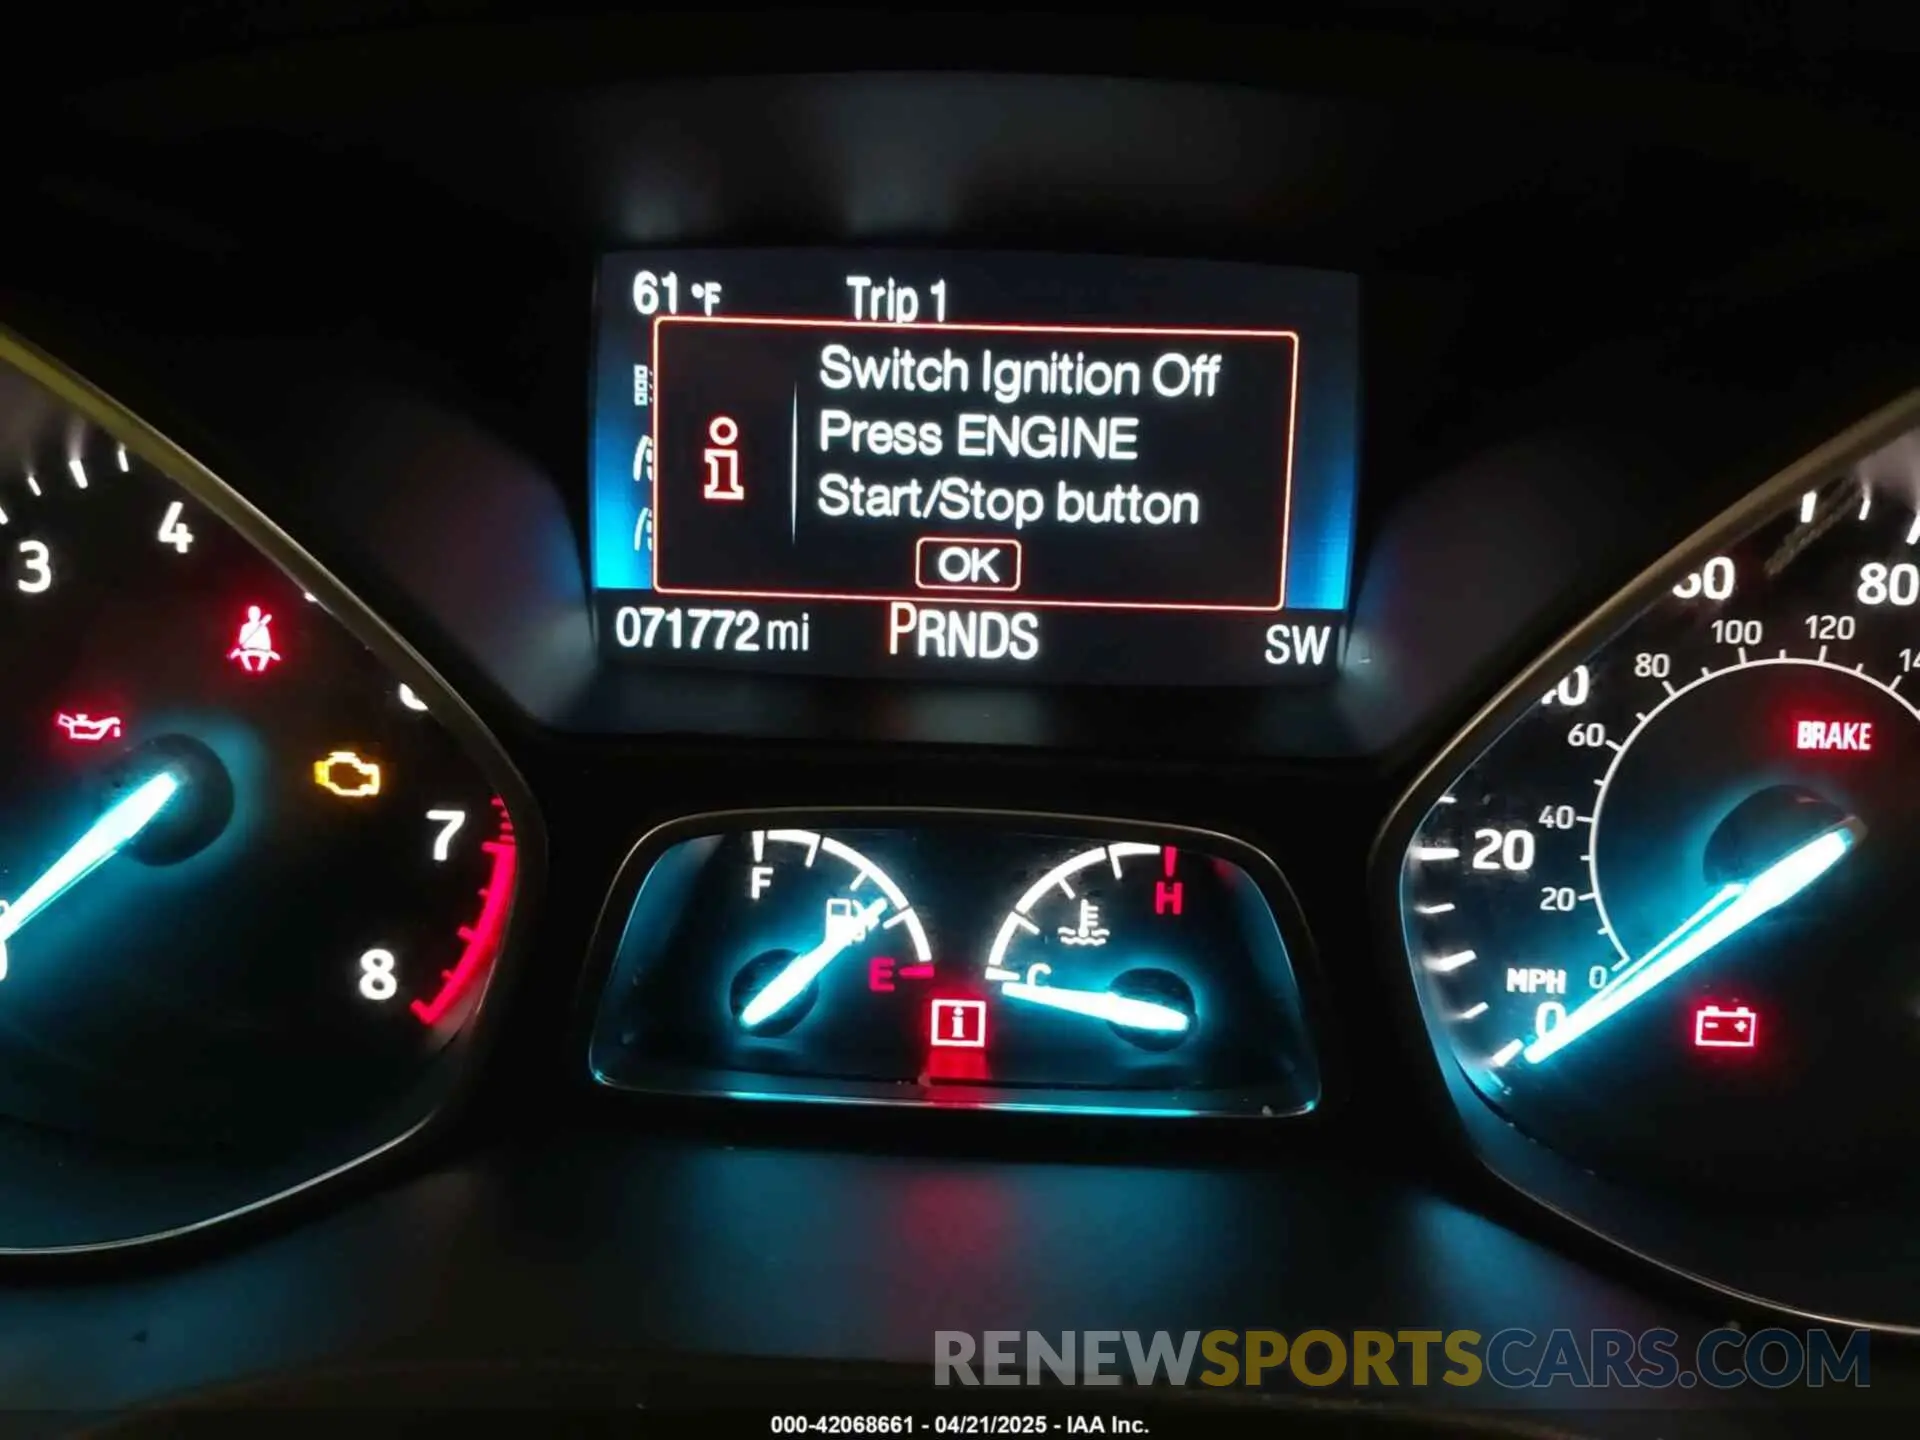 61 °F Trip 1
Switch Ignition Off
Press ENGINE
Start/Stop button
OK
071772 mi PRNDS SW
3 4 7 8
F E
C H
20 80
20 40 60 80 100 120
MPH 0
0
BRAKE
RENEWSPORTSCARS.COM
000-42068661 - 04/21/2025 - IAA Inc.